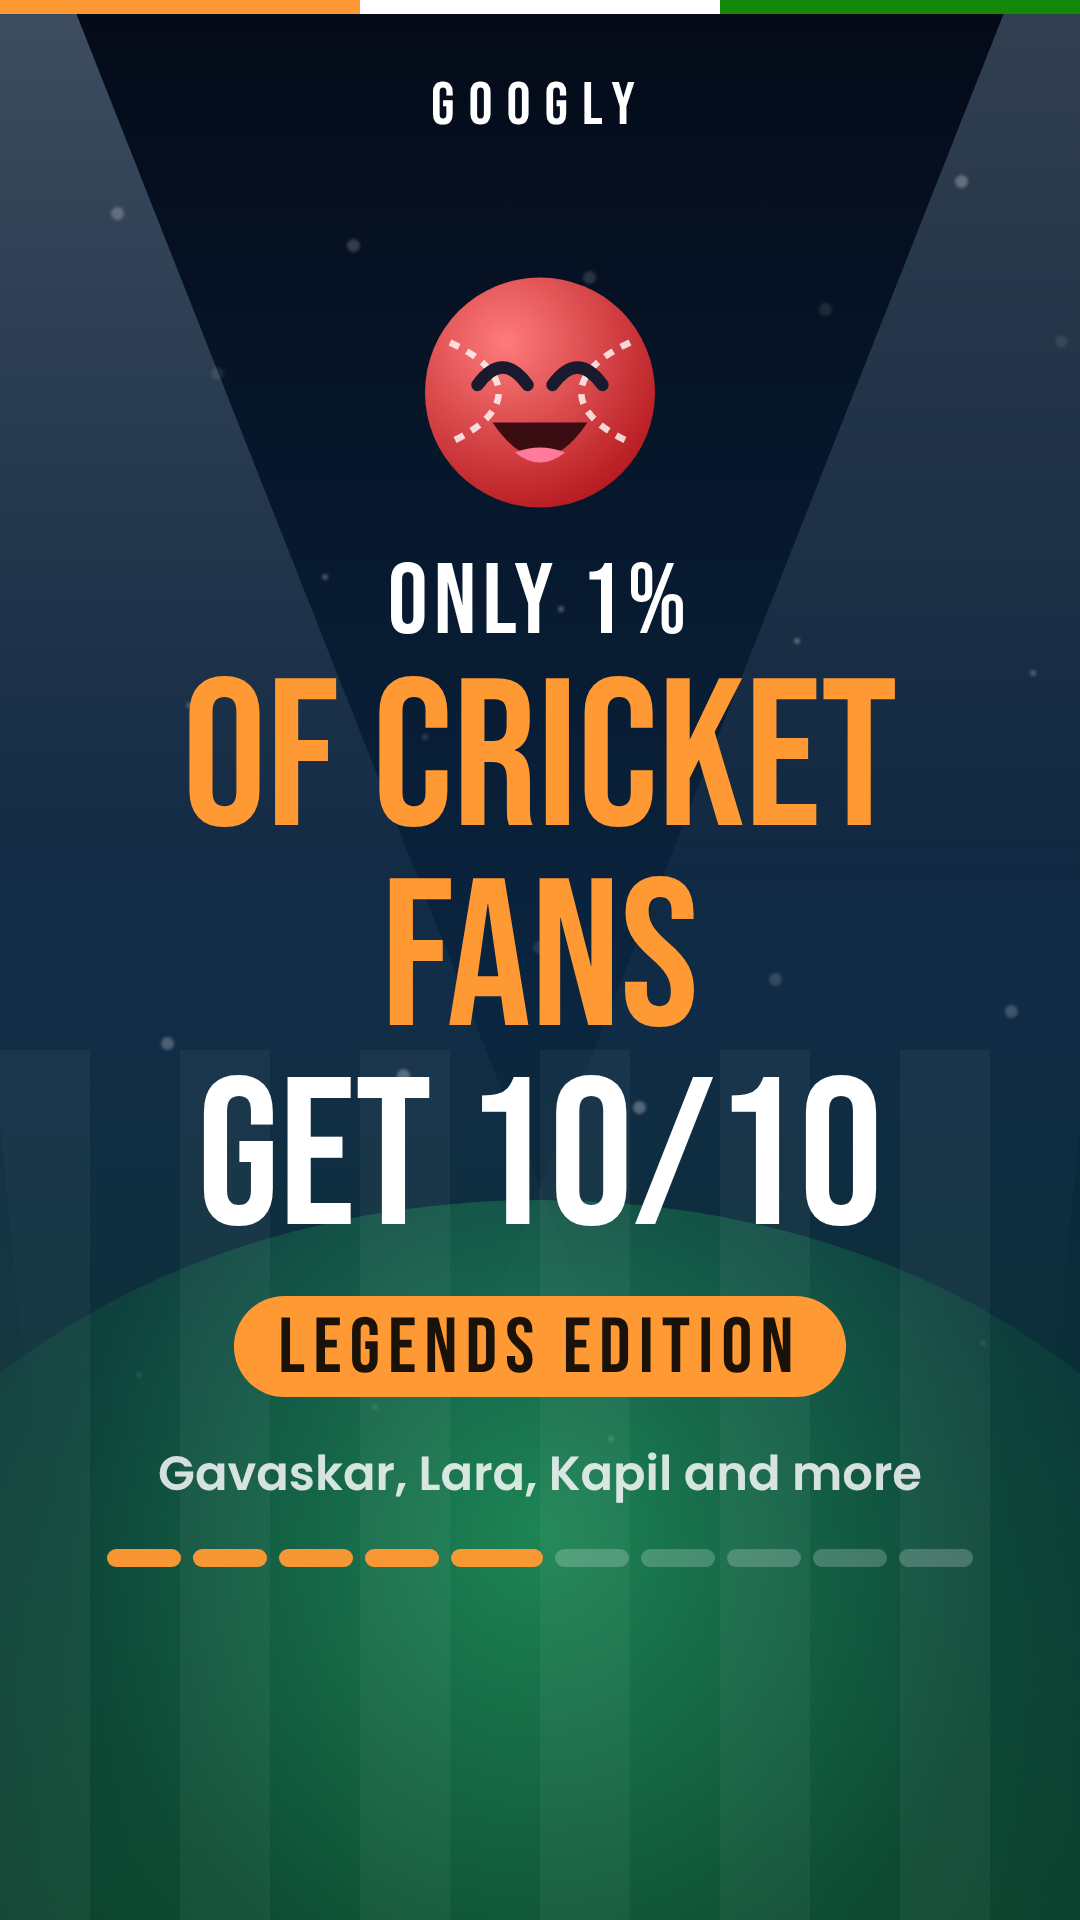 GOOGLY
ONLY 1%
OF CRICKET
FANS
GET 10/10
LEGENDS EDITION
Gavaskar, Lara, Kapil and more